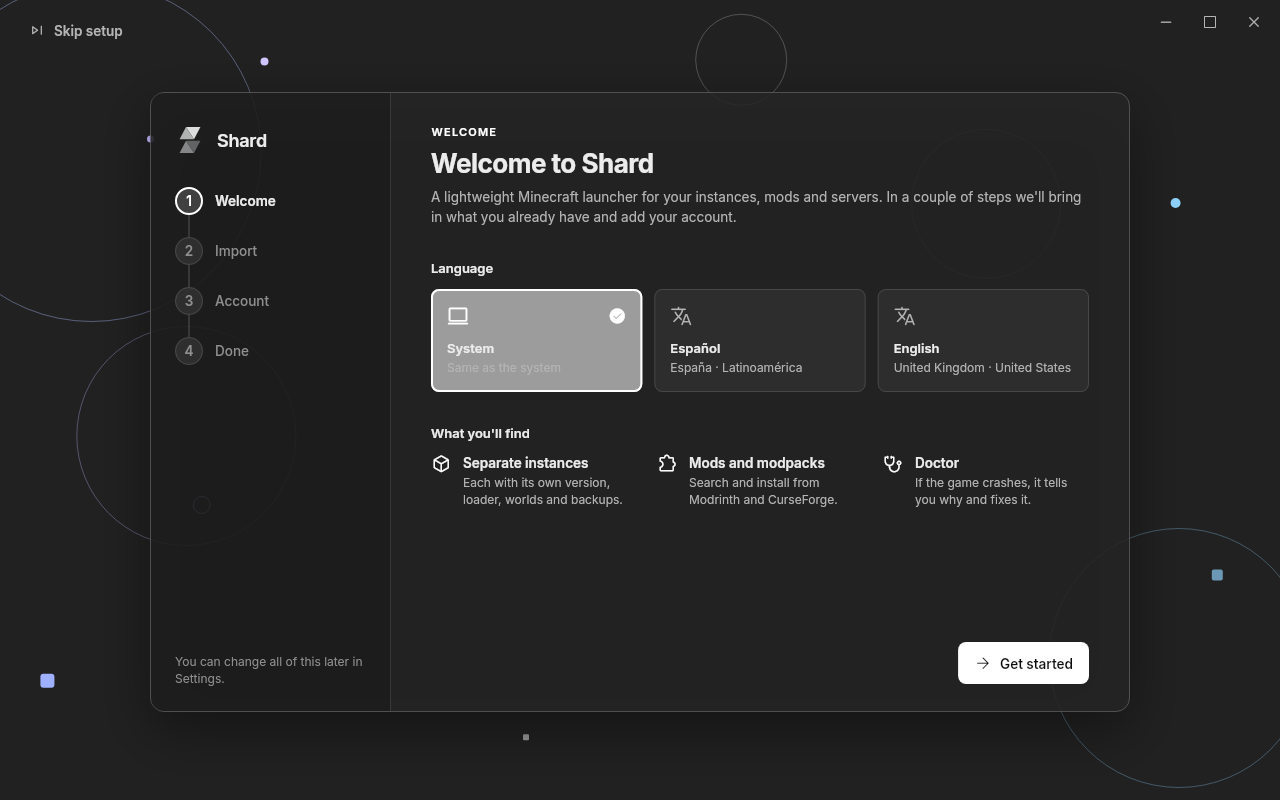 Skip setup
Shard
1 Welcome
2 Import
3 Account
4 Done
You can change all of this later in
Settings.
WELCOME
Welcome to Shard
A lightweight Minecraft launcher for your instances, mods and servers. In a couple of steps we'll bring
in what you already have and add your account.
Language
System
Same as the system
Español
España · Latinoamérica
English
United Kingdom · United States
What you'll find
Separate instances
Each with its own version,
loader, worlds and backups.
Mods and modpacks
Search and install from
Modrinth and CurseForge.
Doctor
If the game crashes, it tells
you why and fixes it.
Get started